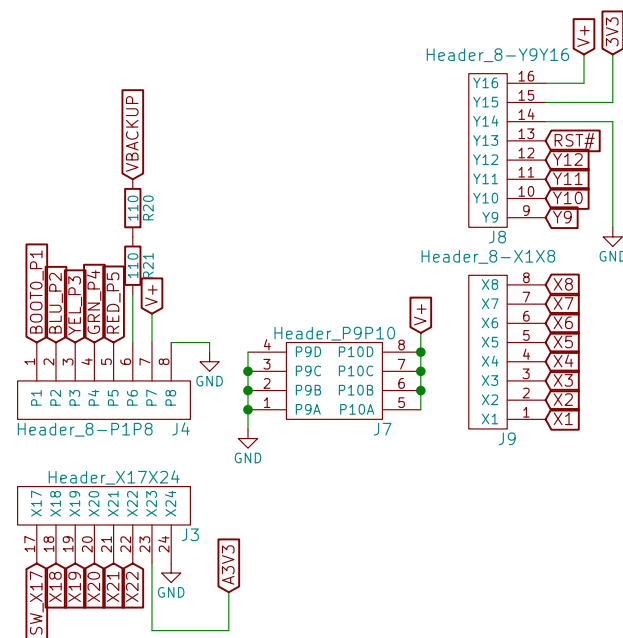 Header_8-Y9Y16
V+
3V3
Y16 16
Y15 15
Y14 14
Y13 13 RST#
Y12 12 Y12
Y11 11 Y11
Y10 10 Y10
Y9 9 Y9
J8
GND
VBACKUP
110 R20
110 R21
V+
BOOT0_P1
BLU_P2
YEL_P3
GRN_P4
RED_P5
1 2 3 4 5 6 7 8
P1 P2 P3 P4 P5 P6 P7 P8
GND
Header_8-P1P8 J4
V+
Header_P9P10
4 P9D P10D 8
3 P9C P10C 7
2 P9B P10B 6
1 P9A P10A 5
J7
GND
Header_8-X1X8
X8 8 X8
X7 7 X7
X6 6 X6
X5 5 X5
X4 4 X4
X3 3 X3
X2 2 X2
X1 1 X1
J9
Header_X17X24
X17 X18 X19 X20 X21 X22 X23 X24
J3
17 18 19 20 21 22 23 24
SW_X17
X18
X19
X20
X21
X22
GND
A3V3